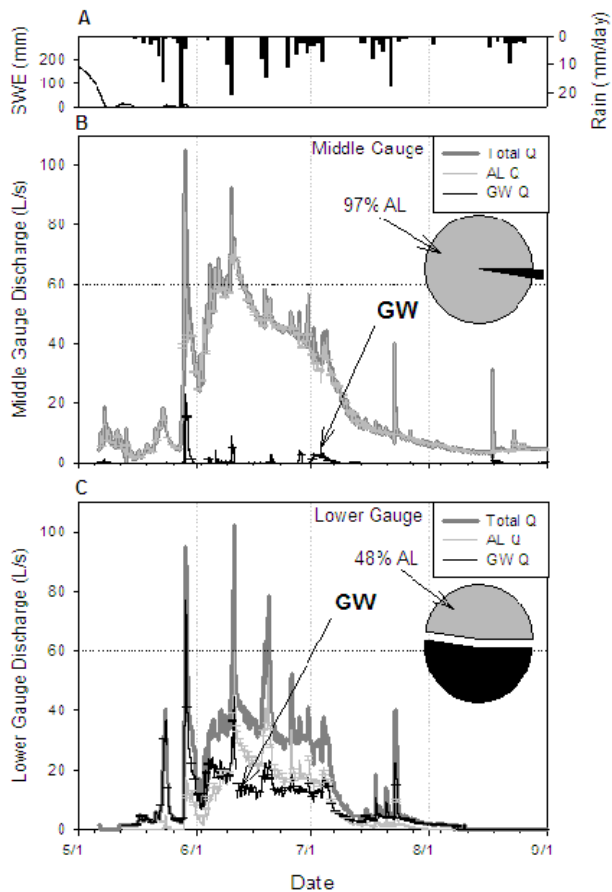 A
SWE (mm)
200
100
0
0
10
20
Rain (mm/day)
B
Middle Gauge Discharge (L/s)
100
80
60
40
20
0
Middle Gauge
Total Q
AL Q
GW Q
97% AL
GW
C
Lower Gauge Discharge (L/s)
100
80
60
40
20
0
Lower Gauge
Total Q
AL Q
GW Q
48% AL
GW
5/1
6/1
7/1
8/1
9/1
Date